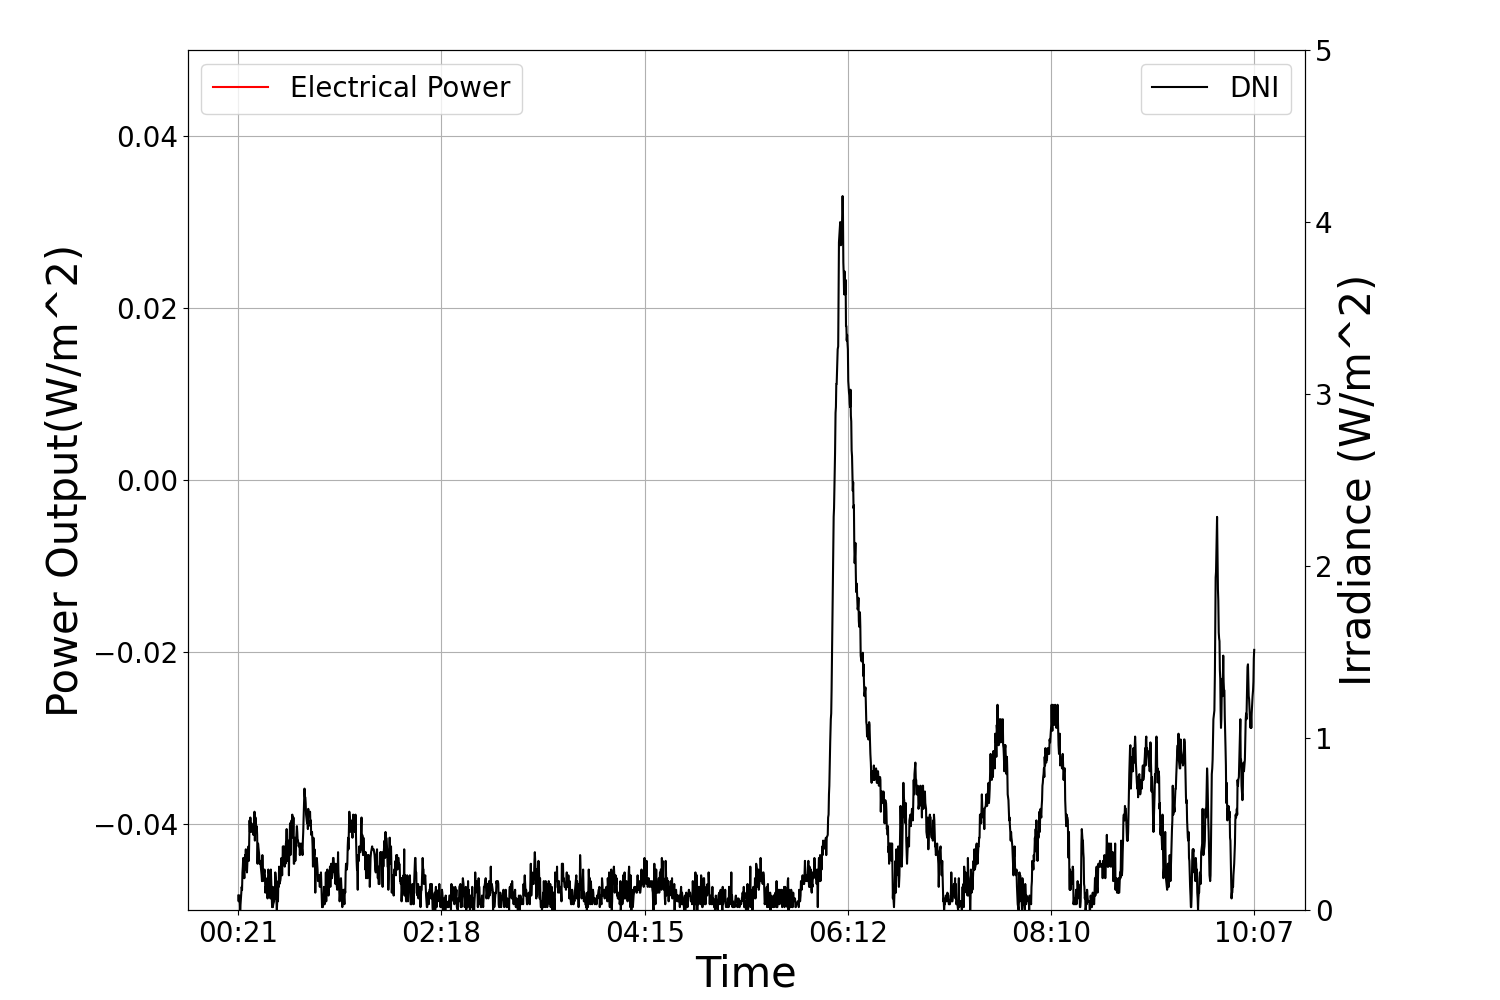 Electrical Power
DNI
Power Output(W/m^2)
0.04
0.02
0.00
−0.02
−0.04
5
4
3
2
1
0
Irradiance (W/m^2)
00:21 02:18 04:15 06:12 08:10 10:07
Time